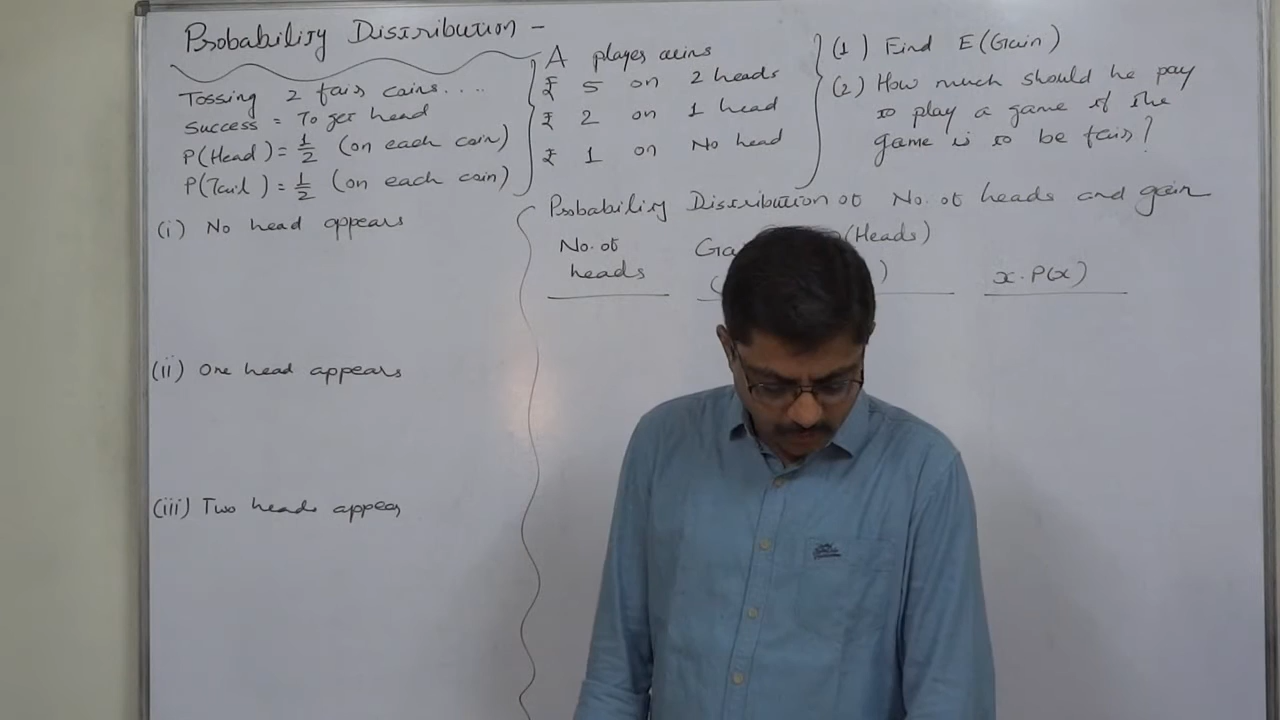 Probability Distribution -
Tossing 2 fair coins....
Success = To get head
P(Head) = 1/2 (on each coin)
P(Tail) = 1/2 (on each coin)
(i) No head appears
(ii) One head appears
(iii) Two heads appear
A player wins
₹ 5 on 2 heads
₹ 2 on 1 head
₹ 1 on No head
(1) Find E(Gain)
(2) How much should he pay
to play a game if the
game is to be fair?
Probability Distribution of No. of heads and gain
No. of
heads
(Heads)
x·P(x)